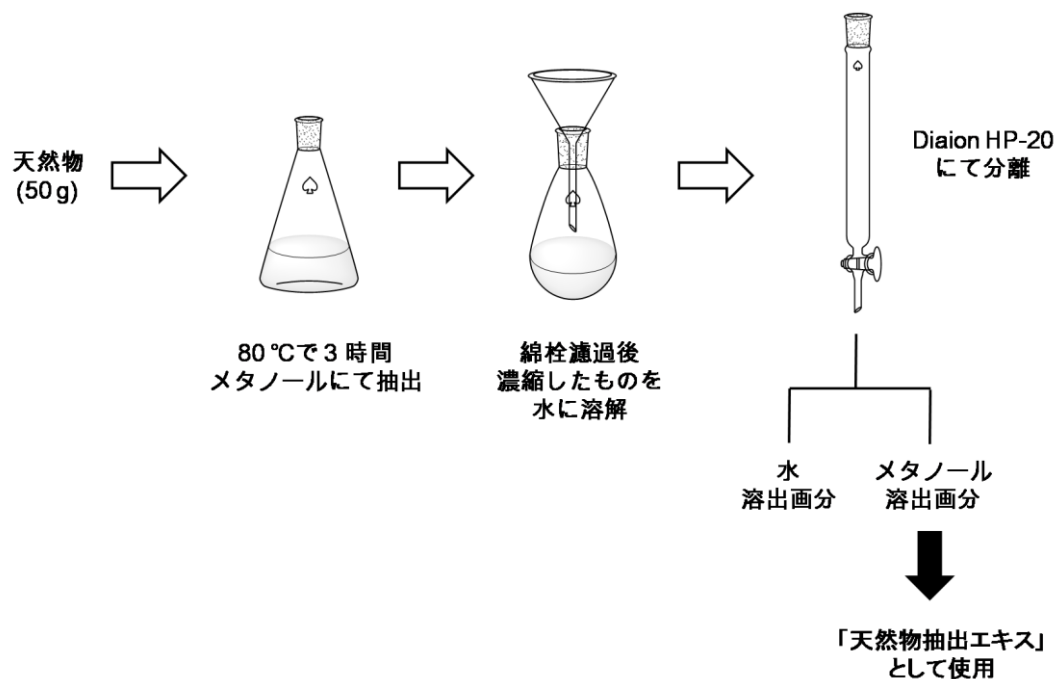 天然物
(50 g)
80 ℃で 3 時間
メタノールにて抽出
綿栓濾過後
濃縮したものを
水に溶解
Diaion HP-20
にて分離
水
溶出画分
メタノール
溶出画分
「天然物抽出エキス」
として使用